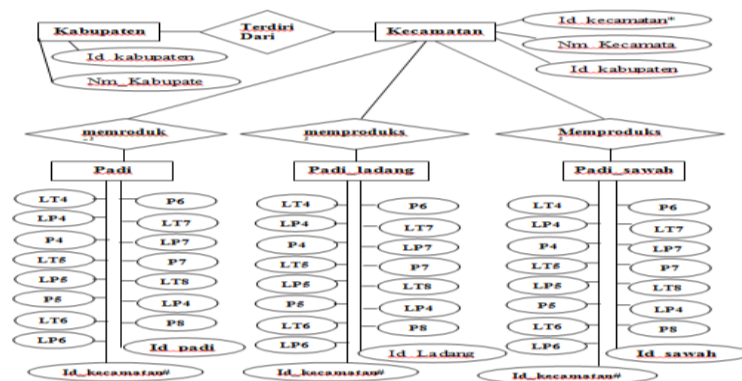 Kabupaten
Terdiri
Dari
Kecamatan
Id_kecamatan*
Nm_Kecamata
Id_kabupaten
Id_kabupaten
Nm_Kabupate
memroduk
memproduks
Memproduks
Padi
LT4
LP4
P4
LT5
LP5
P5
LT6
LP6
P6
LT7
LP7
P7
LT8
LP4
P8
Id_padi
Id_kecamatan#
Padi_ladang
LT4
LP4
P4
LT5
LP5
P5
LT6
LP6
P6
LT7
LP7
P7
LT8
LP4
P8
Id_Ladang
Id_kecamatan#
Padi_sawah
LT4
LP4
P4
LT5
LP5
P5
LT6
LP6
P6
LT7
LP7
P7
LT8
LP4
P8
Id_sawah
Id_kecamatan#